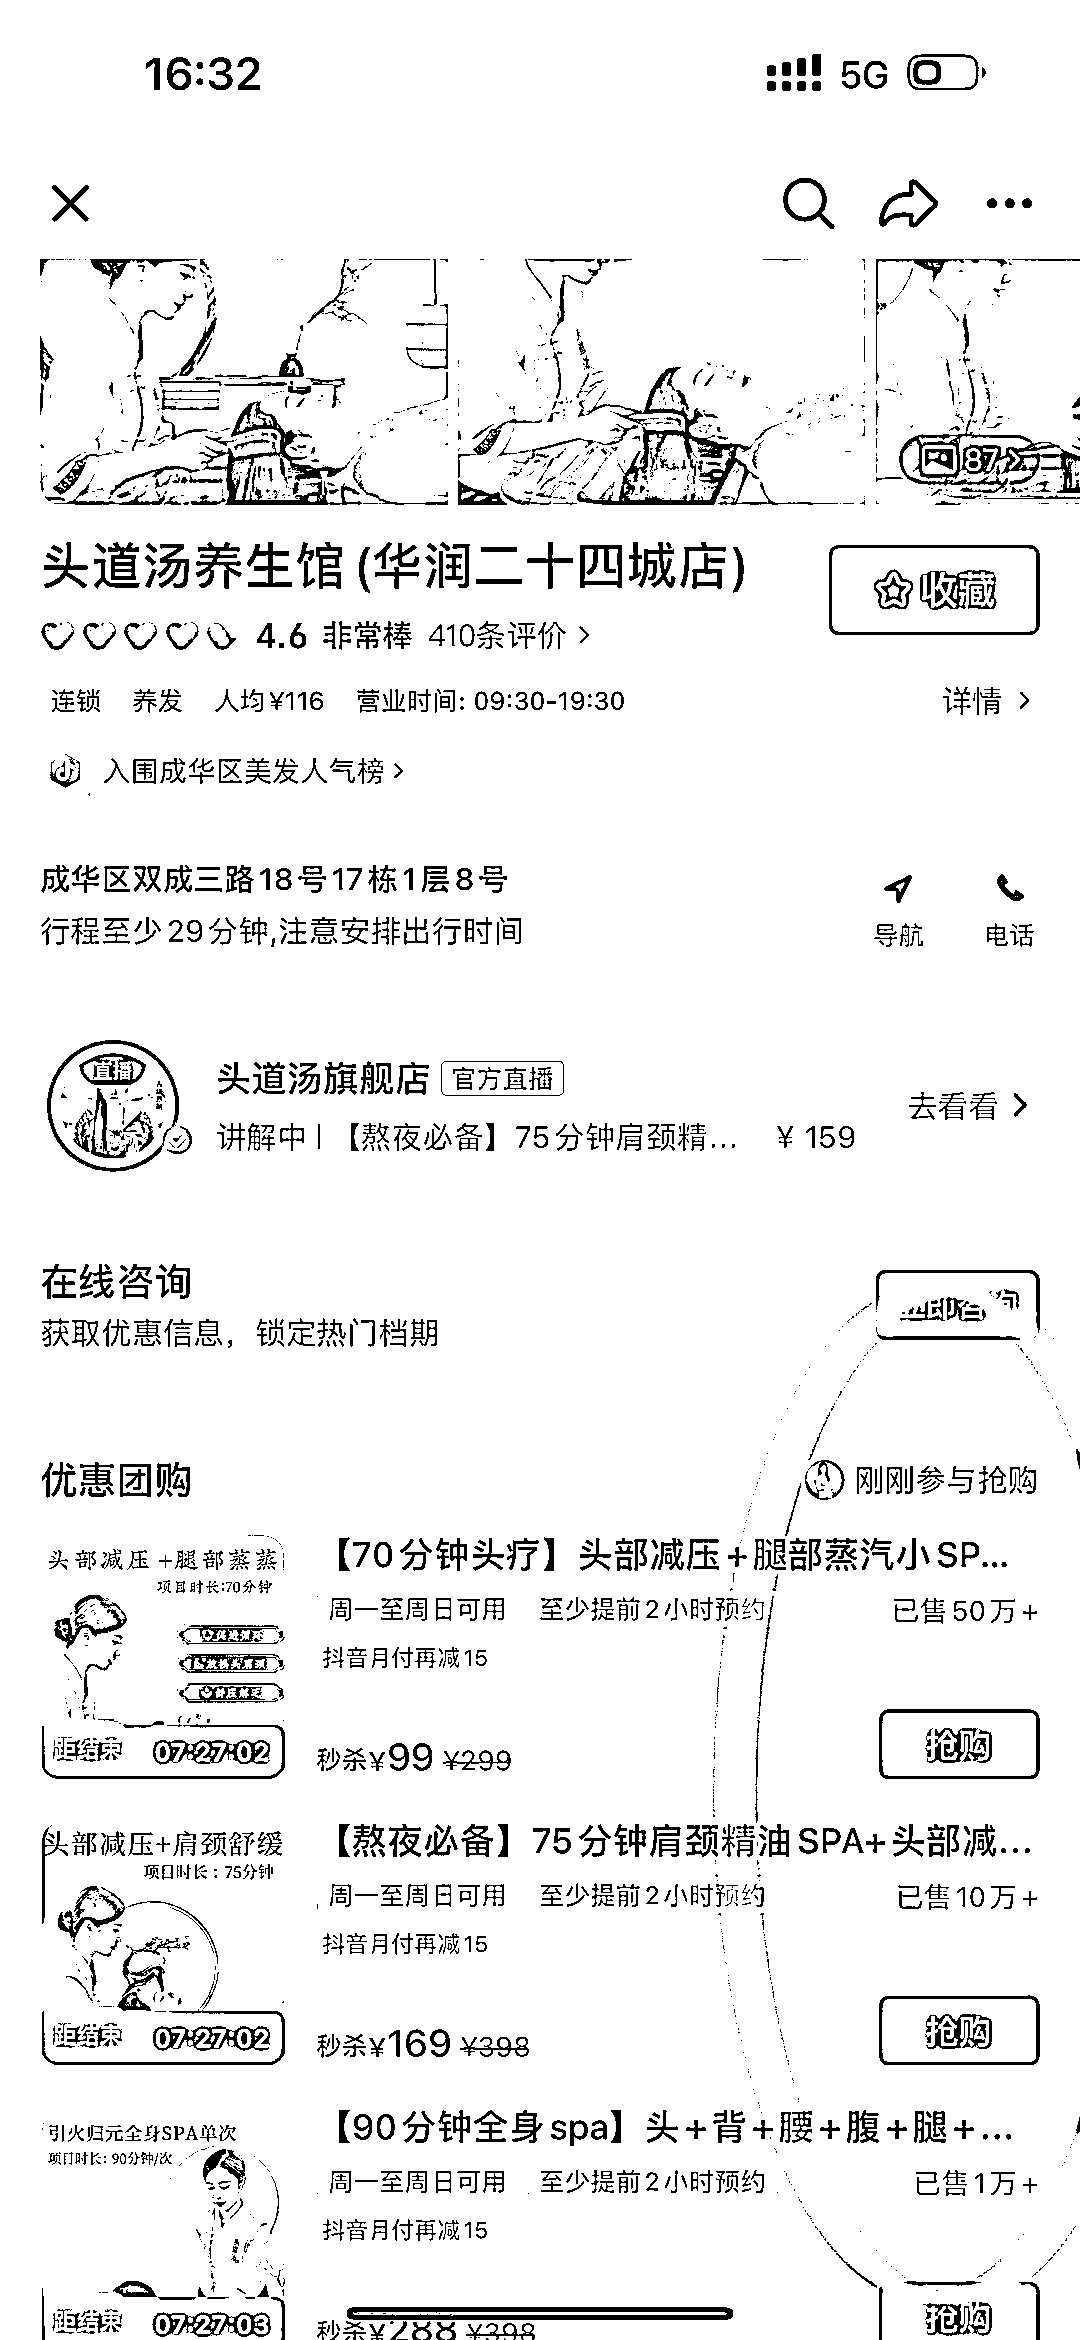 16:32
5G
87
头道汤养生馆(华润二十四城店)
收藏
4.6 非常棒 410条评价
连锁 养发 人均¥116 营业时间: 09:30-19:30
详情
入围成华区美发人气榜
成华区双成三路18号17栋1层8号
行程至少29分钟,注意安排出行时间
导航 电话
直播
头道汤旗舰店 官方直播
讲解中 | 【熬夜必备】75分钟肩颈精... ¥ 159
去看看
在线咨询
获取优惠信息，锁定热门档期
优惠团购
刚刚参与抢购
头部减压+腿部蒸蒸
项目时长:70分钟
距结束 07:27:02
【70分钟头疗】头部减压+腿部蒸汽小SP...
周一至周日可用 至少提前2小时预约 已售50万+
抖音月付再减15
秒杀¥99 ¥299
抢购
头部减压+肩颈舒缓
项目时长：75分钟
距结束 07:27:02
【熬夜必备】75分钟肩颈精油SPA+头部减...
周一至周日可用 至少提前2小时预约 已售10万+
抖音月付再减15
秒杀¥169 ¥398
抢购
引火归元全身SPA单次
项目时长: 90分钟/次
距结束 07:27:03
【90分钟全身spa】头+背+腰+腹+腿+...
周一至周日可用 至少提前2小时预约 已售1万+
抖音月付再减15
秒杀¥288 ¥398
抢购